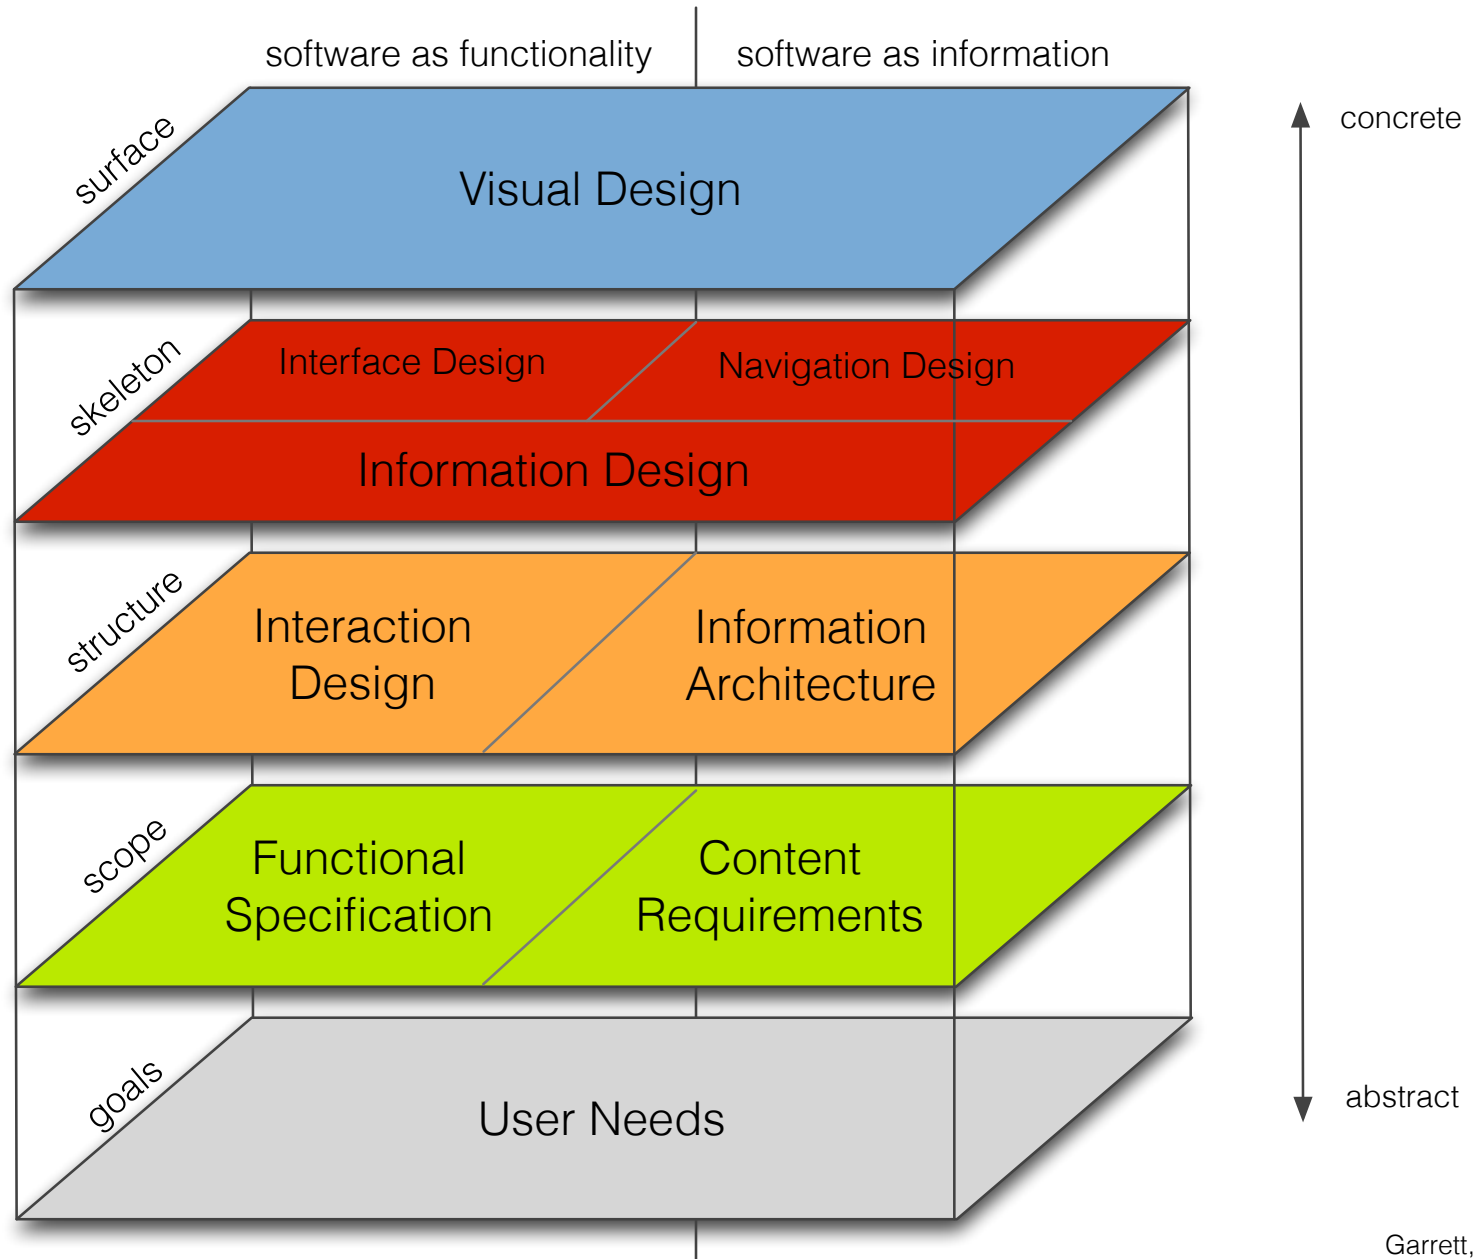 software as functionality
software as information
concrete
surface
Visual Design
skeleton
Interface Design
Navigation Design
Information Design
structure
Interaction
Design
Information
Architecture
scope
Functional
Specification
Content
Requirements
goals
User Needs
abstract
Garrett,